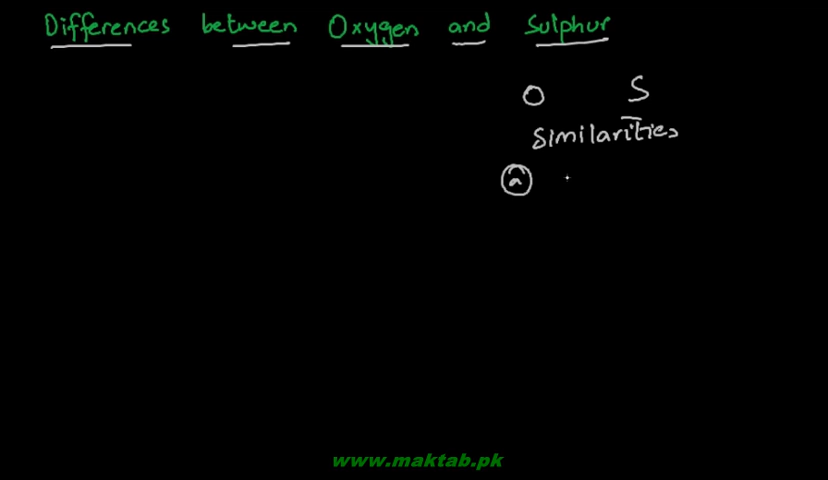 Differences between Oxygen and Sulphur
O S
Similarities
a
www.maktab.pk